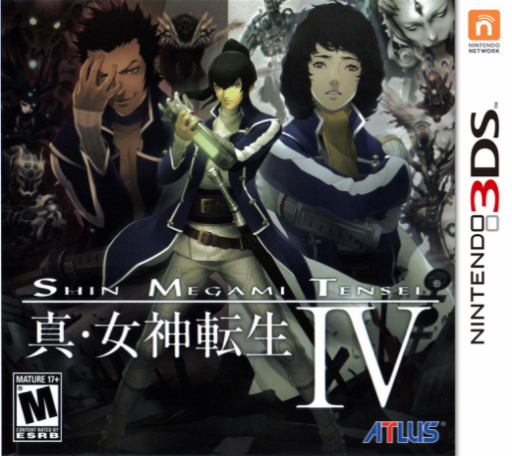 NINTENDO
NETWORK
NINTENDO 3DS™
SHIN MEGAMI TENSEI®
真・女神転生 IV
MATURE 17+
M
CONTENT RATED BY
ESRB
ATLUS